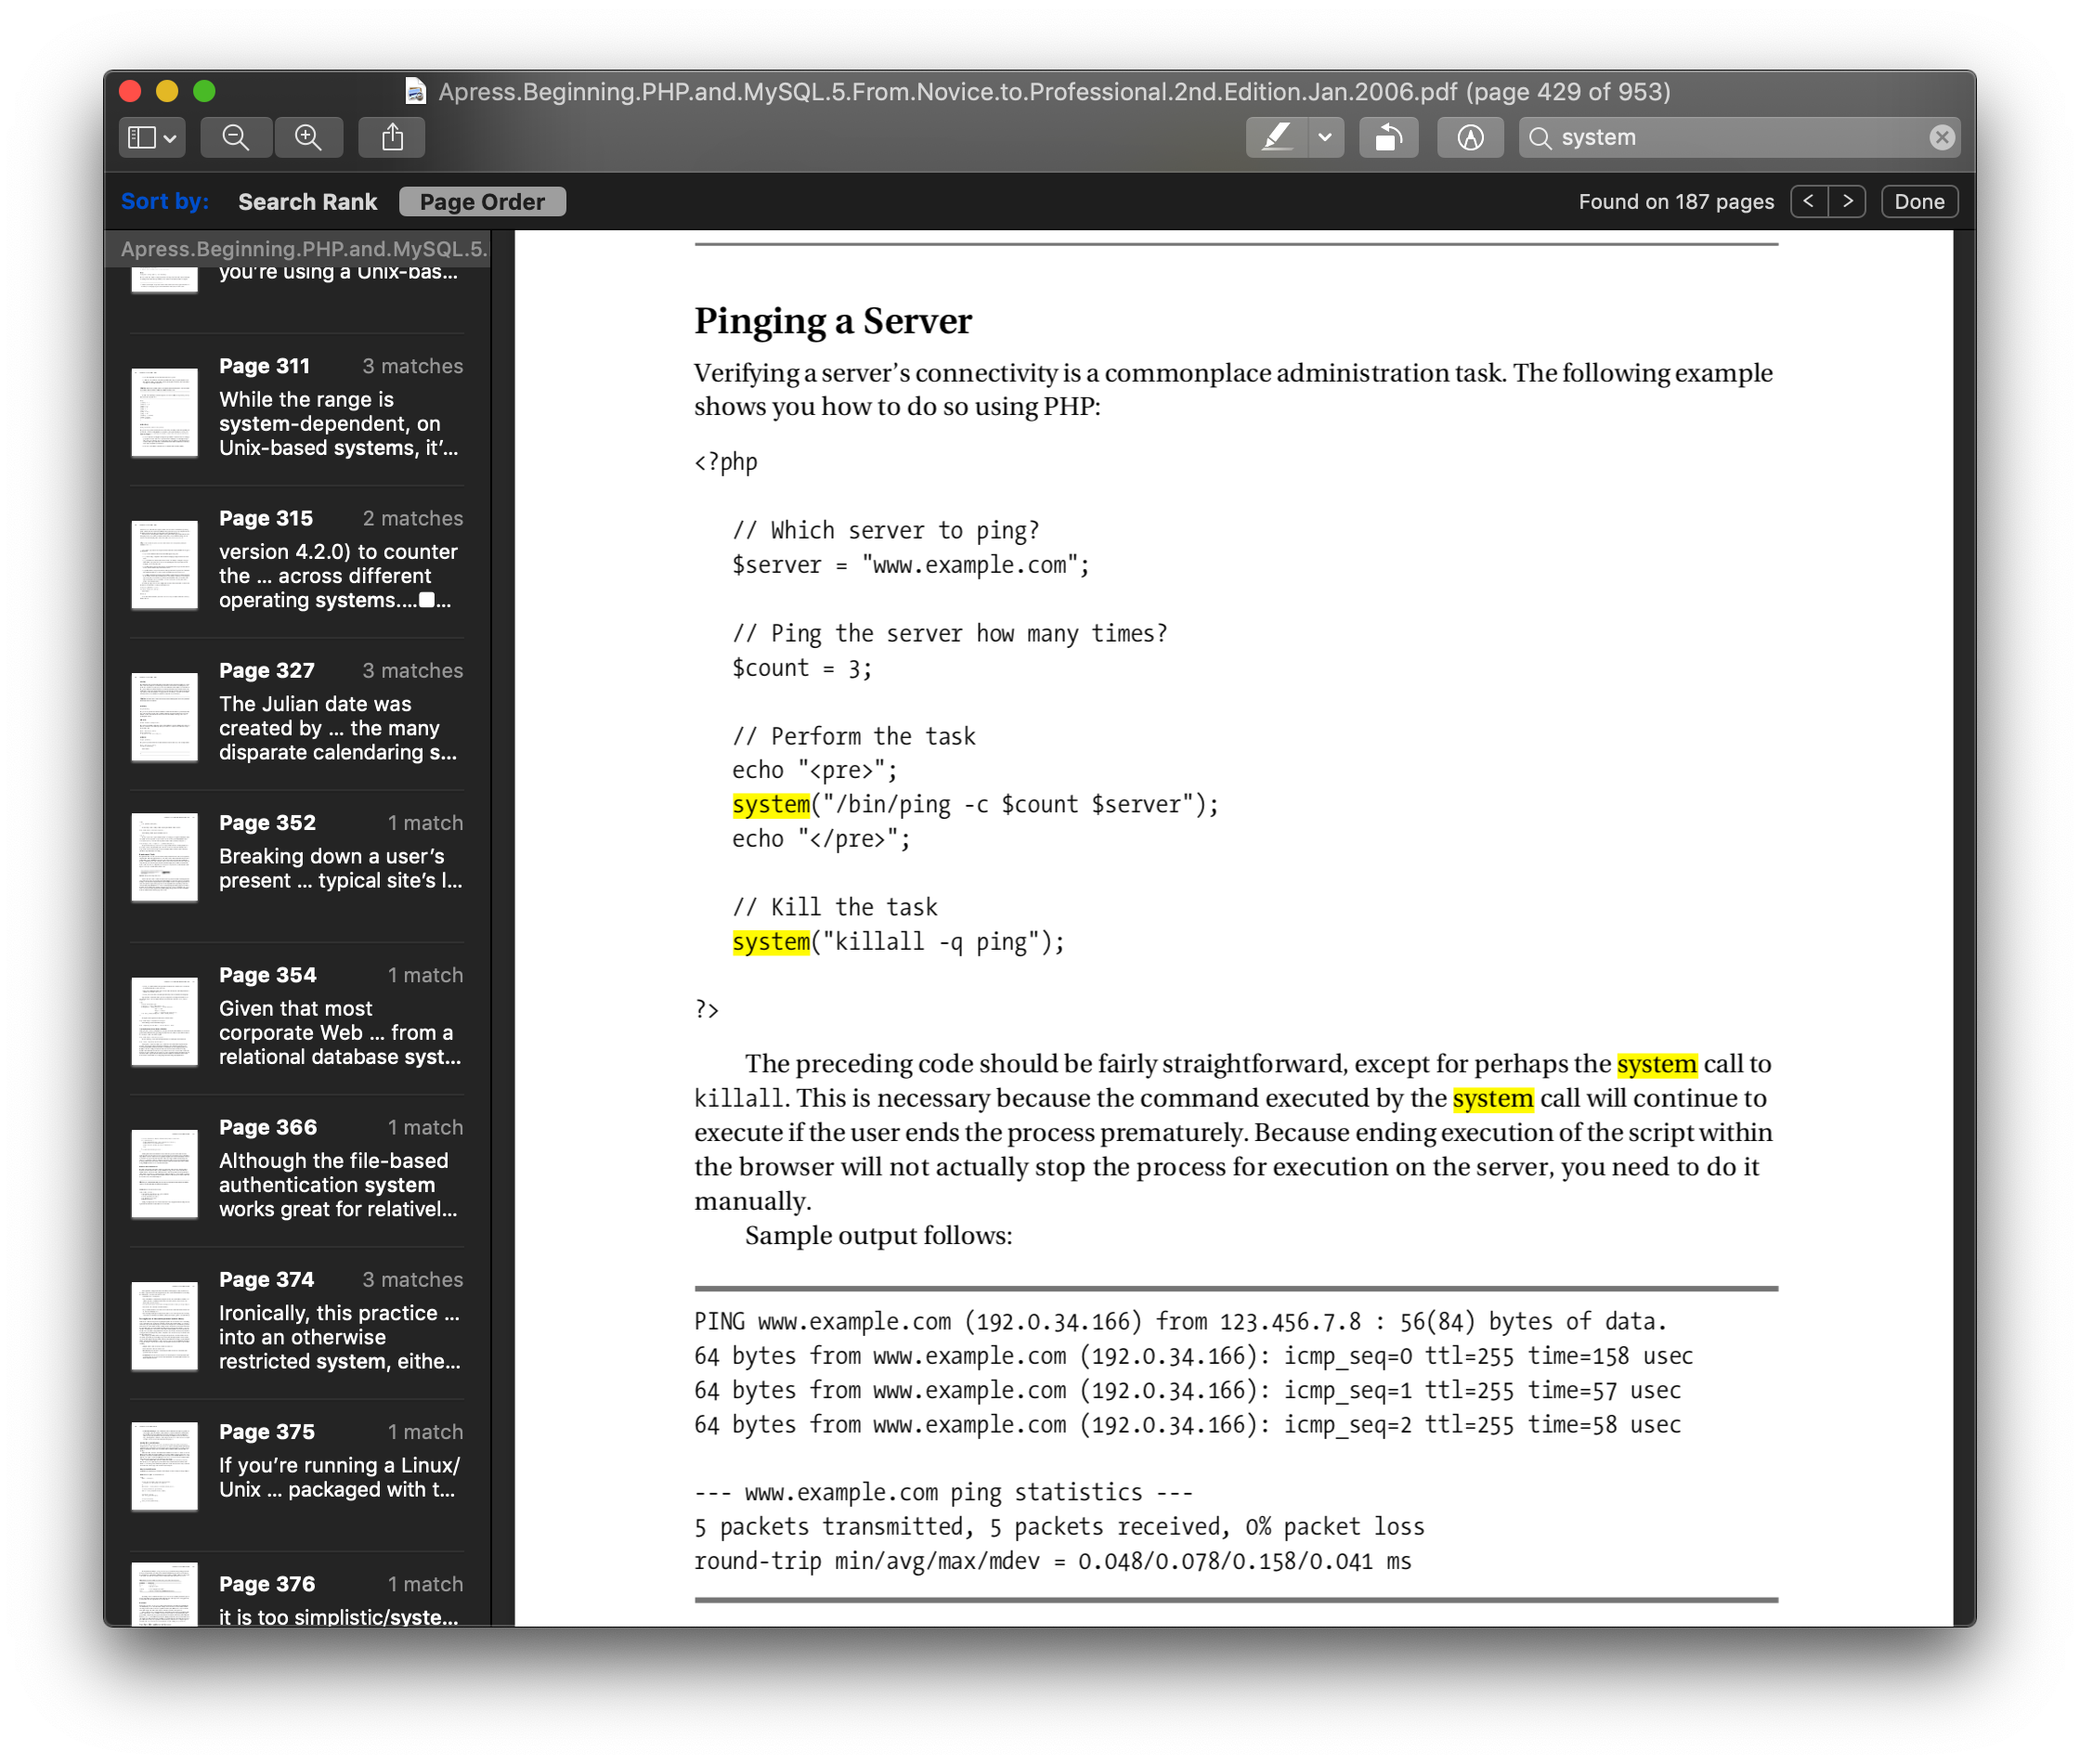 Apress.Beginning.PHP.and.MySQL.5.From.Novice.to.Professional.2nd.Edition.Jan.2006.pdf (page 429 of 953)
system
Sort by: Search Rank Page Order
Found on 187 pages < > Done
Apress.Beginning.PHP.and.MySQL.5.
you're using a Unix-bas...
Page 311 3 matches
While the range is
system-dependent, on
Unix-based systems, it'...
Page 315 2 matches
version 4.2.0) to counter
the ... across different
operating systems....■...
Page 327 3 matches
The Julian date was
created by ... the many
disparate calendaring s...
Page 352 1 match
Breaking down a user's
present ... typical site's l...
Page 354 1 match
Given that most
corporate Web ... from a
relational database syst...
Page 366 1 match
Although the file-based
authentication system
works great for relativel...
Page 374 3 matches
Ironically, this practice ...
into an otherwise
restricted system, eithe...
Page 375 1 match
If you're running a Linux/
Unix ... packaged with t...
Page 376 1 match
it is too simplistic/syste...
Pinging a Server
Verifying a server's connectivity is a commonplace administration task. The following example
shows you how to do so using PHP:
<?php
// Which server to ping?
$server = "www.example.com";
// Ping the server how many times?
$count = 3;
// Perform the task
echo "<pre>";
system("/bin/ping -c $count $server");
echo "</pre>";
// Kill the task
system("killall -q ping");
?>
The preceding code should be fairly straightforward, except for perhaps the system call to
killall. This is necessary because the command executed by the system call will continue to
execute if the user ends the process prematurely. Because ending execution of the script within
the browser will not actually stop the process for execution on the server, you need to do it
manually.
Sample output follows:
PING www.example.com (192.0.34.166) from 123.456.7.8 : 56(84) bytes of data.
64 bytes from www.example.com (192.0.34.166): icmp_seq=0 ttl=255 time=158 usec
64 bytes from www.example.com (192.0.34.166): icmp_seq=1 ttl=255 time=57 usec
64 bytes from www.example.com (192.0.34.166): icmp_seq=2 ttl=255 time=58 usec
--- www.example.com ping statistics ---
5 packets transmitted, 5 packets received, 0% packet loss
round-trip min/avg/max/mdev = 0.048/0.078/0.158/0.041 ms